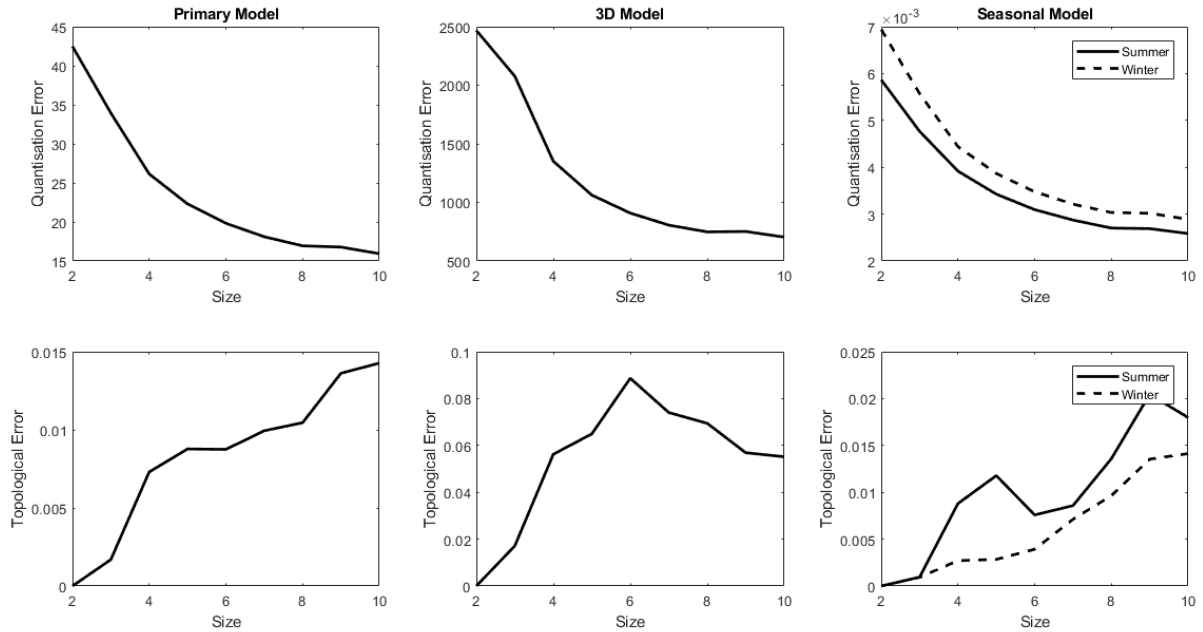 Primary Model
45
40
35
30
25
20
15
Quantisation Error
2 4 6 8 10
Size
3D Model
2500
2000
1500
1000
500
Quantisation Error
2 4 6 8 10
Size
Seasonal Model
×10⁻³
7
6
5
4
3
2
Quantisation Error
Summer
Winter
2 4 6 8 10
Size
0.015
0.01
0.005
0
Topological Error
2 4 6 8 10
Size
0.1
0.08
0.06
0.04
0.02
0
Topological Error
2 4 6 8 10
Size
0.025
0.02
0.015
0.01
0.005
0
Topological Error
Summer
Winter
2 4 6 8 10
Size